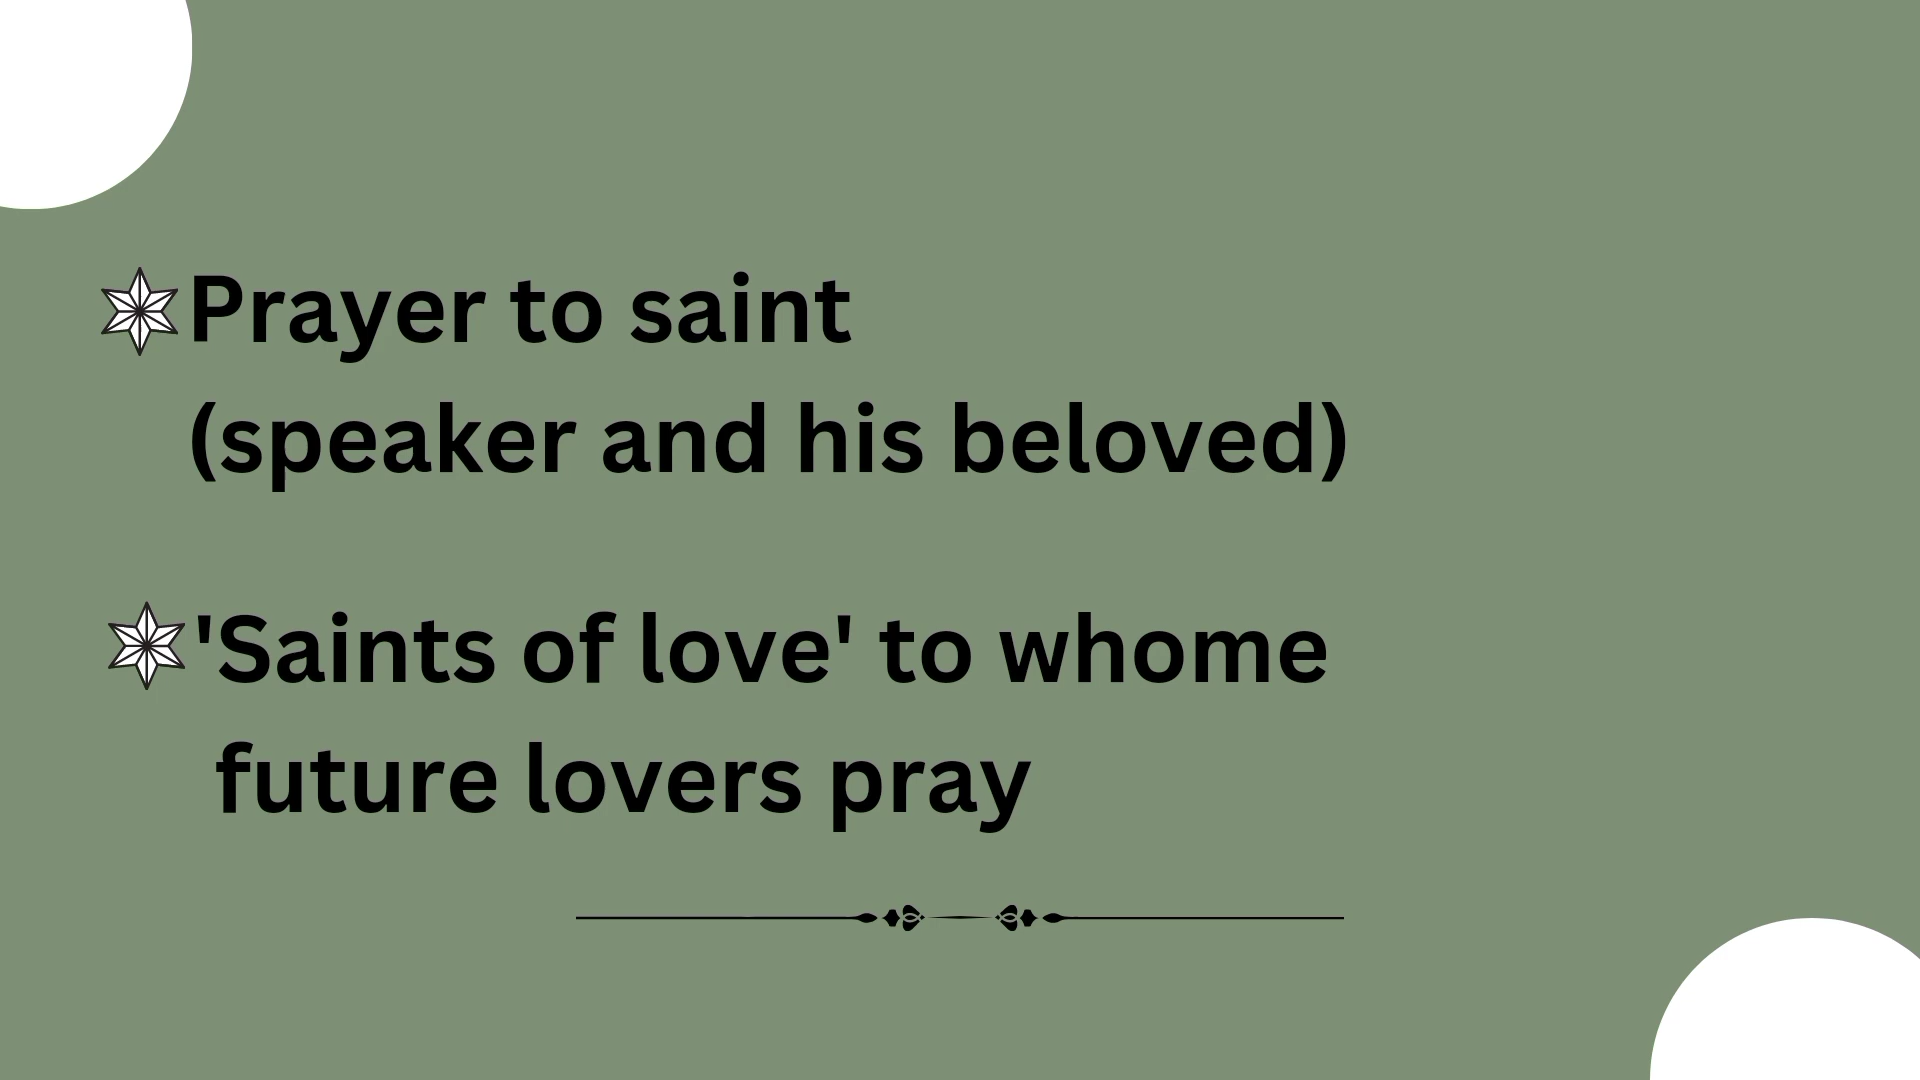 Prayer to saint
(speaker and his beloved)
'Saints of love' to whome
future lovers pray